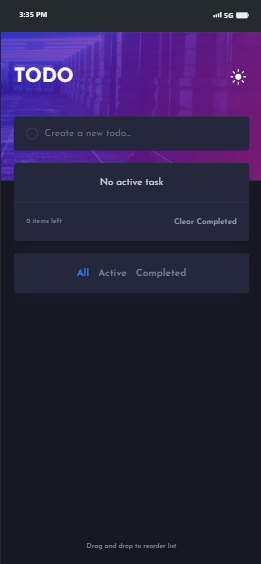 3:35 PM 5G
TODO
Create a new todo...
No active task
0 items left Clear Completed
All Active Completed
Drag and drop to reorder list